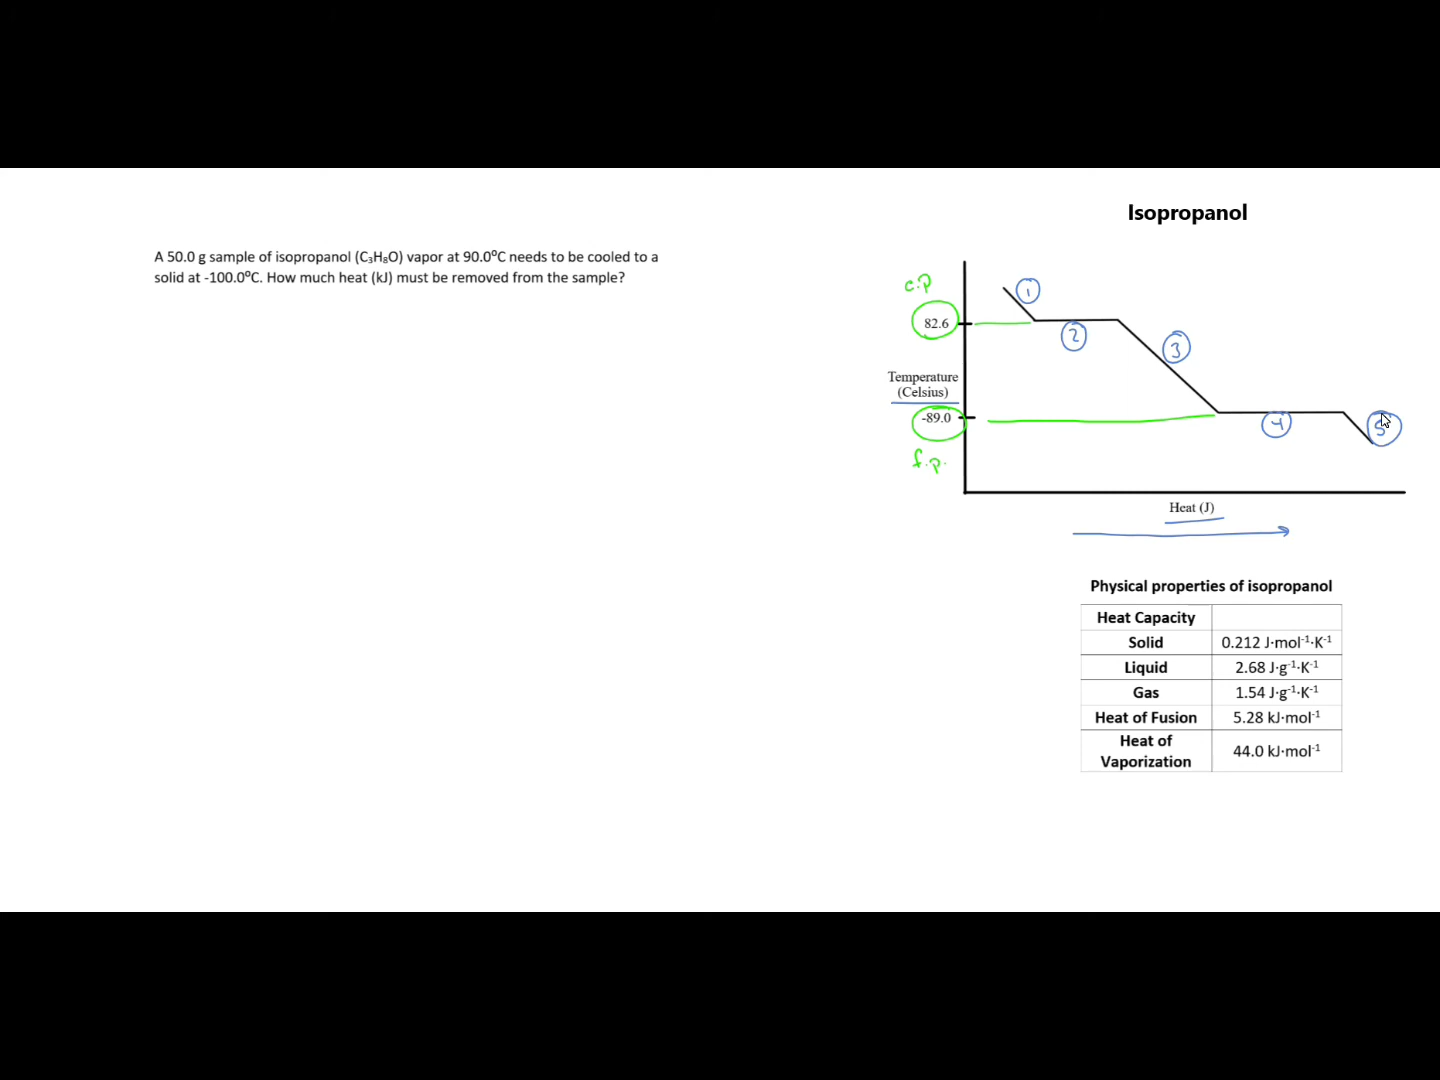 Isopropanol
A 50.0 g sample of isopropanol (C₃H₈O) vapor at 90.0⁰C needs to be cooled to a
solid at -100.0⁰C. How much heat (kJ) must be removed from the sample?
c.p
1
82.6
2
3
Temperature
(Celsius)
-89.0
4
5
f.p.
Heat (J)
Physical properties of isopropanol
Heat Capacity
Solid 0.212 J·mol⁻¹·K⁻¹
Liquid 2.68 J·g⁻¹·K⁻¹
Gas 1.54 J·g⁻¹·K⁻¹
Heat of Fusion 5.28 kJ·mol⁻¹
Heat of
Vaporization 44.0 kJ·mol⁻¹